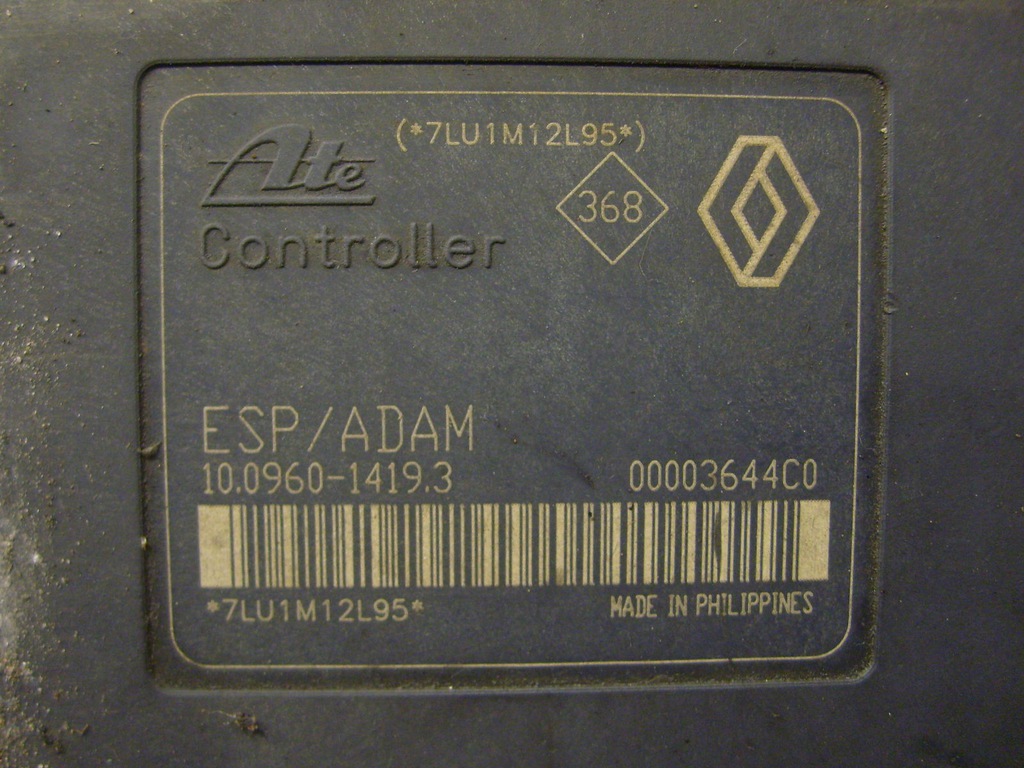 (*7LU1M12L95*)
Ate
368
Controller
ESP/ADAM
10.0960-1419.3 00003644C0
*7LU1M12L95* MADE IN PHILIPPINES